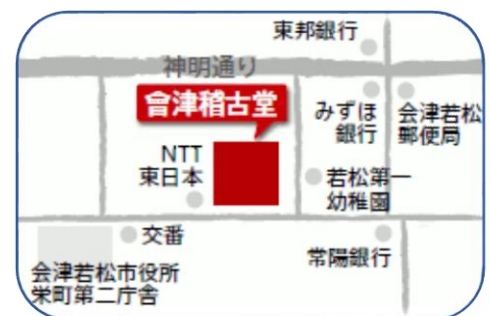 東邦銀行
神明通り
會津稽古堂
みずほ
銀行
会津若松
郵便局
NTT
東日本
若松第一
幼稚園
交番
常陽銀行
会津若松市役所
栄町第二庁舎